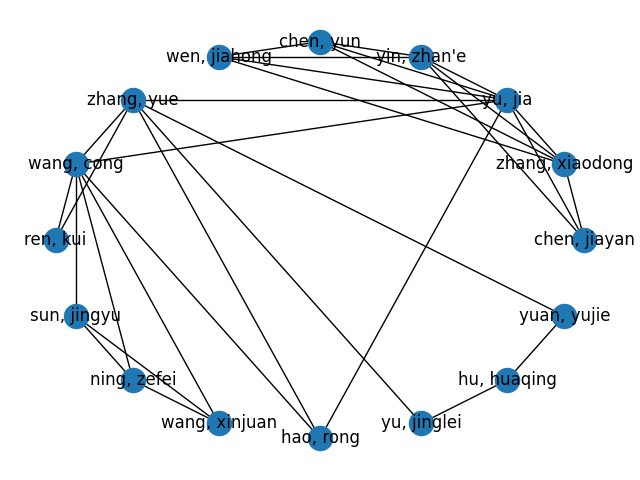 chen, yun
wen, jiahong
yin, zhan'e
zhang, yue
yu, jia
wang, cong
zhang, xiaodong
ren, kui
chen, jiayan
sun, jingyu
yuan, yujie
ning, zefei
hu, huaqing
wang, xinjuan
yu, jinglei
hao, rong